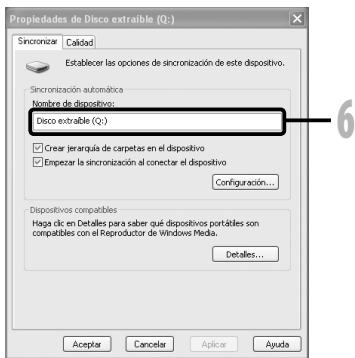 Propiedades de Disco extraíble (Q:)
Sincronizar Calidad
Establecer las opciones de sincronización de este dispositivo.
Sincronización automática
Nombre de dispositivo:
Disco extraíble (Q:)
6
Crear jerarquía de carpetas en el dispositivo
Empezar la sincronización al conectar el dispositivo
Configuración...
Dispositivos compatibles
Haga clic en Detalles para saber qué dispositivos portátiles son
compatibles con el Reproductor de Windows Media.
Detalles...
Aceptar Cancelar Aplicar Ayuda